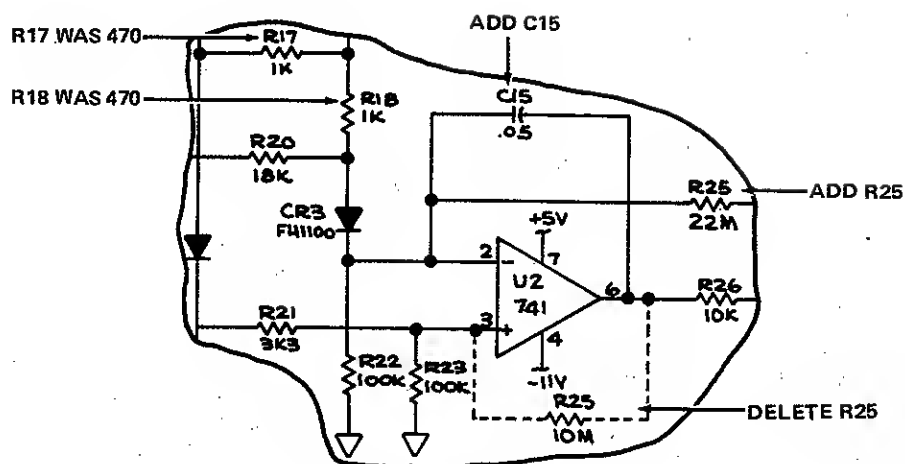 ADD C15
R17 WAS 470
R17
1K
R18 WAS 470
R18
1K
C15
.05
R20
18K
R25
22M
ADD R25
CR3
FH1100
+5V
2
-
7
U2
741
6
R26
10K
R21
3K3
3
+
4
-11V
R22
100K
R23
100K
R25
10M
DELETE R25